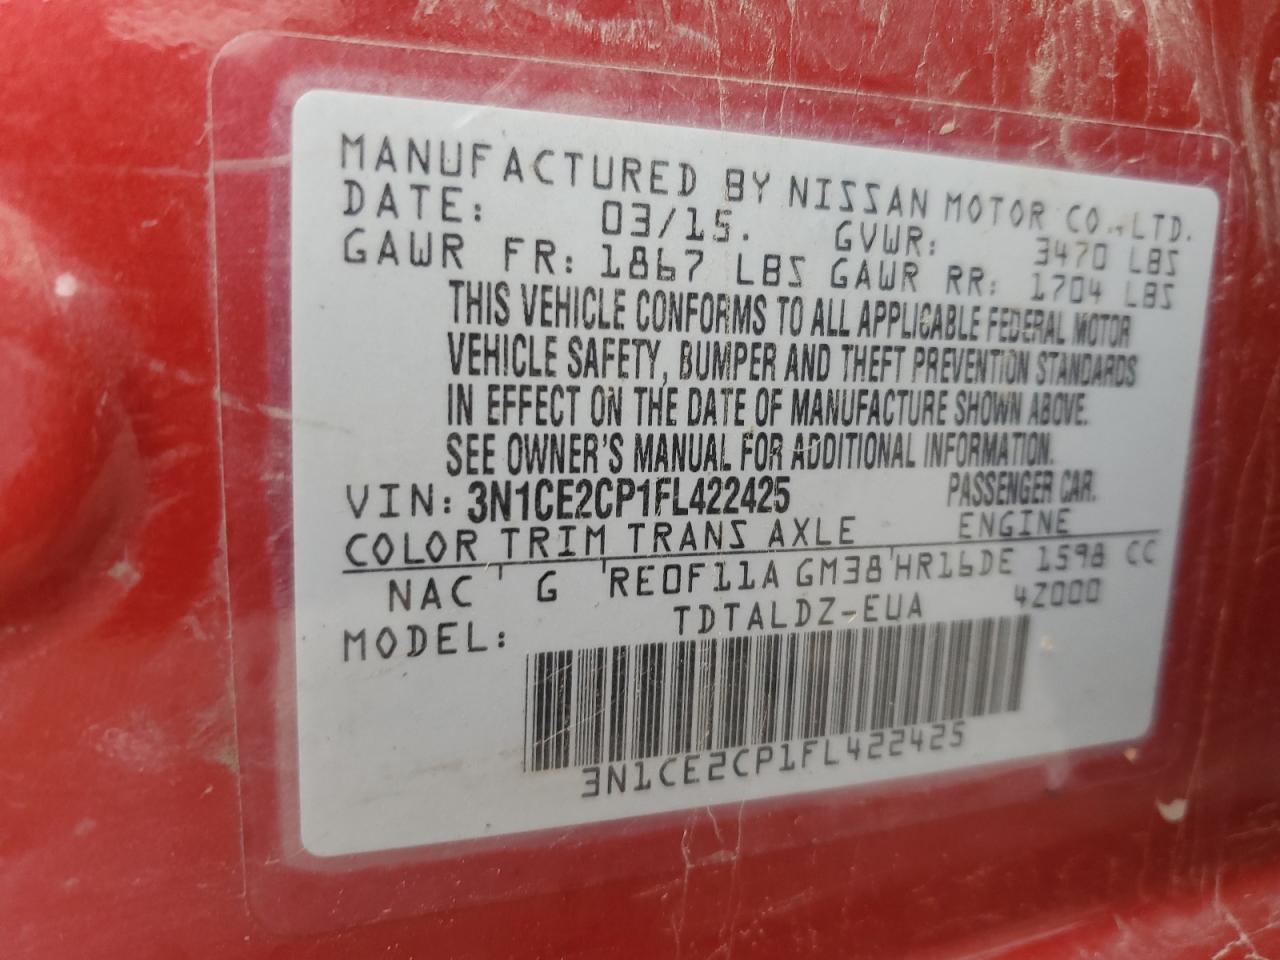 MANUFACTURED BY NISSAN MOTOR CO.,LTD.
DATE: 03/15. GVWR: 3470 LBS
GAWR FR: 1867 LBS GAWR RR: 1704 LBS
THIS VEHICLE CONFORMS TO ALL APPLICABLE FEDERAL MOTOR
VEHICLE SAFETY, BUMPER AND THEFT PREVENTION STANDARDS
IN EFFECT ON THE DATE OF MANUFACTURE SHOWN ABOVE.
SEE OWNER'S MANUAL FOR ADDITIONAL INFORMATION.
VIN: 3N1CE2CP1FL422425 PASSENGER CAR.
COLOR TRIM TRANS AXLE ENGINE
NAC ' G 'RE0F11A GM38'HR16DE 1598 CC
MODEL: TDTALDZ-EUA 4Z000
3N1CE2CP1FL422425